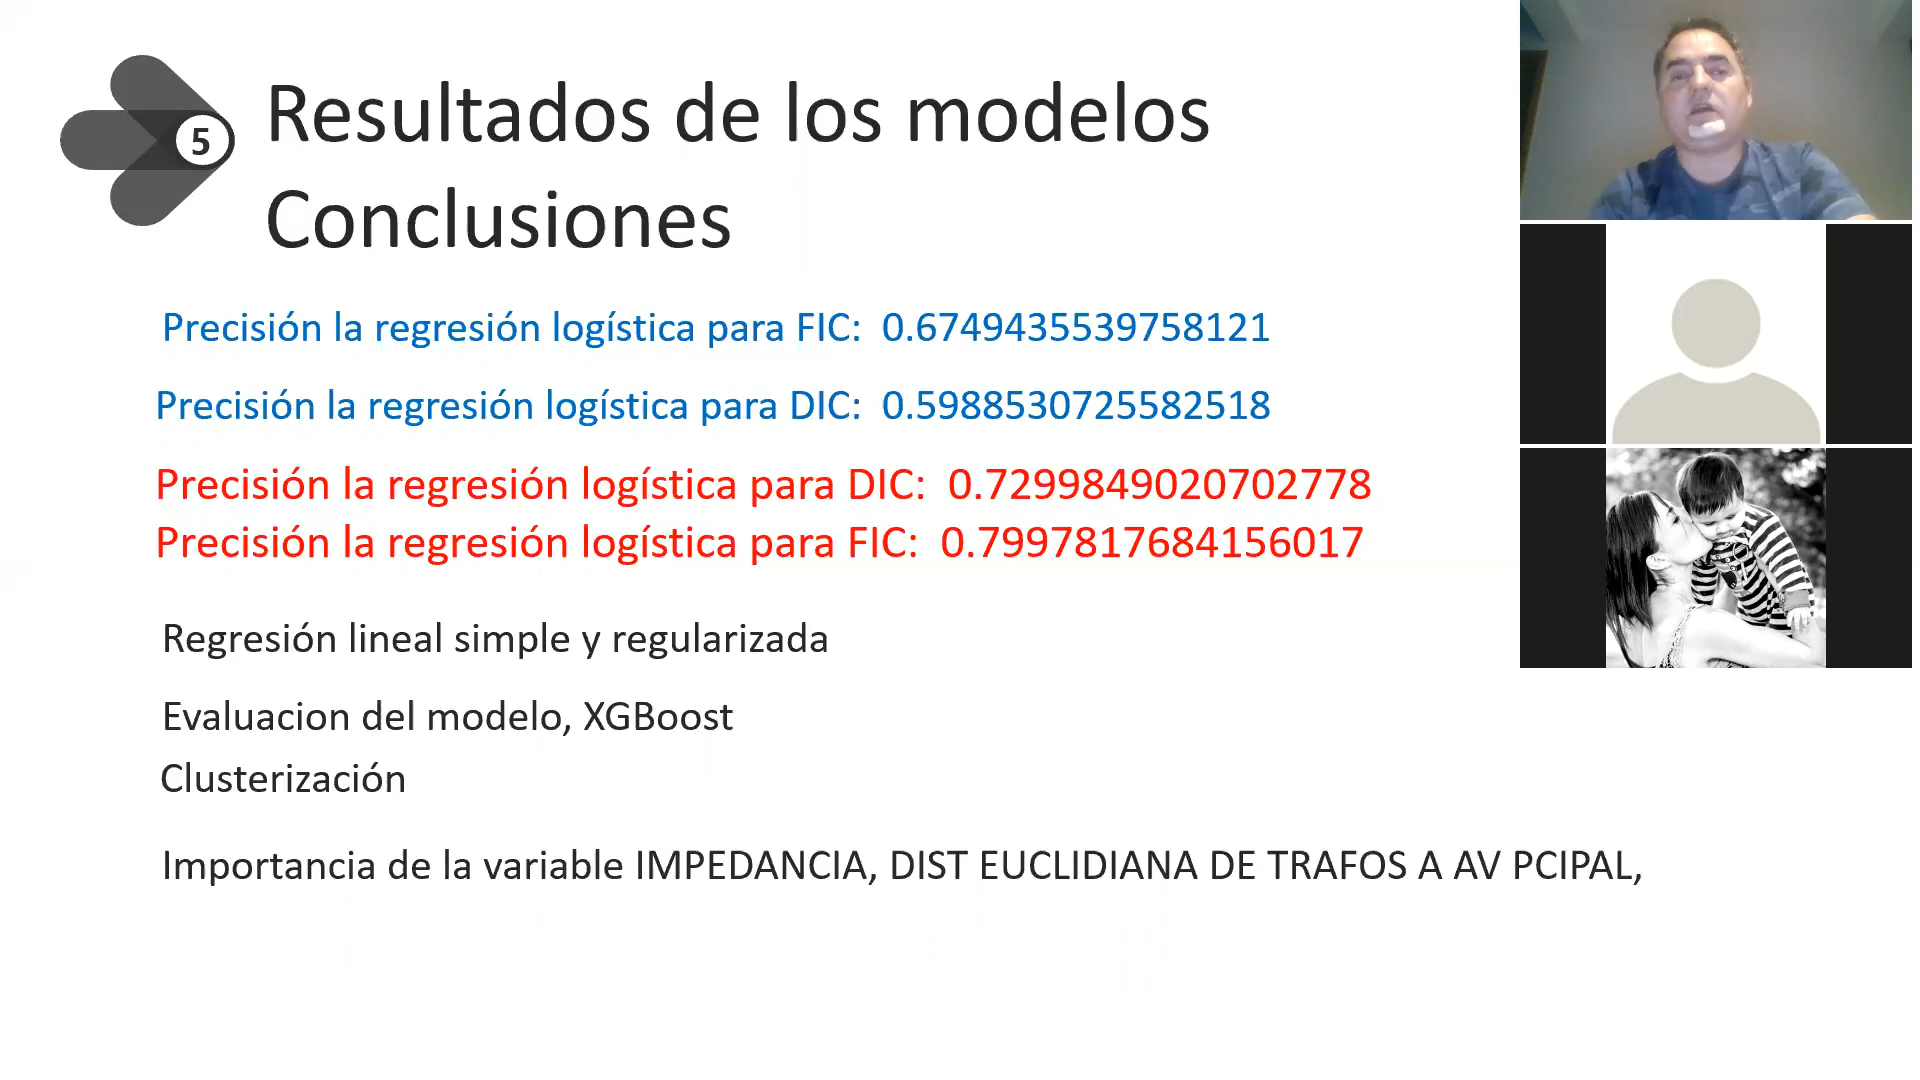 5
Resultados de los modelos
Conclusiones
Precisión la regresión logística para FIC: 0.6749435539758121
Precisión la regresión logística para DIC: 0.5988530725582518
Precisión la regresión logística para DIC: 0.7299849020702778
Precisión la regresión logística para FIC: 0.7997817684156017
Regresión lineal simple y regularizada
Evaluacion del modelo, XGBoost
Clusterización
Importancia de la variable IMPEDANCIA, DIST EUCLIDIANA DE TRAFOS A AV PCIPAL,